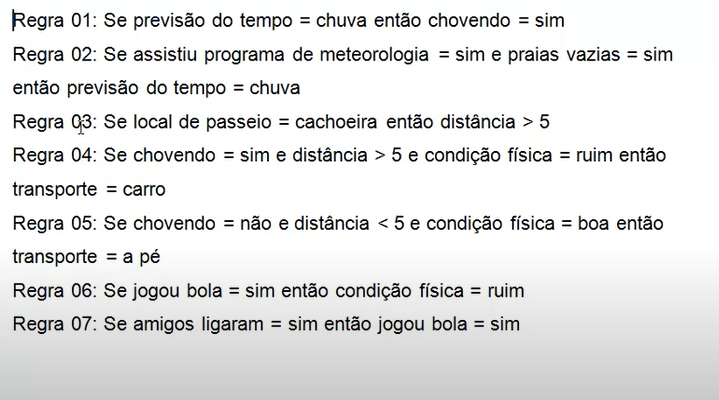 Regra 01: Se previsão do tempo = chuva então chovendo = sim
Regra 02: Se assistiu programa de meteorologia = sim e praias vazias = sim
então previsão do tempo = chuva
Regra 03: Se local de passeio = cachoeira então distância > 5
Regra 04: Se chovendo = sim e distância > 5 e condição física = ruim então
transporte = carro
Regra 05: Se chovendo = não e distância < 5 e condição física = boa então
transporte = a pé
Regra 06: Se jogou bola = sim então condição física = ruim
Regra 07: Se amigos ligaram = sim então jogou bola = sim